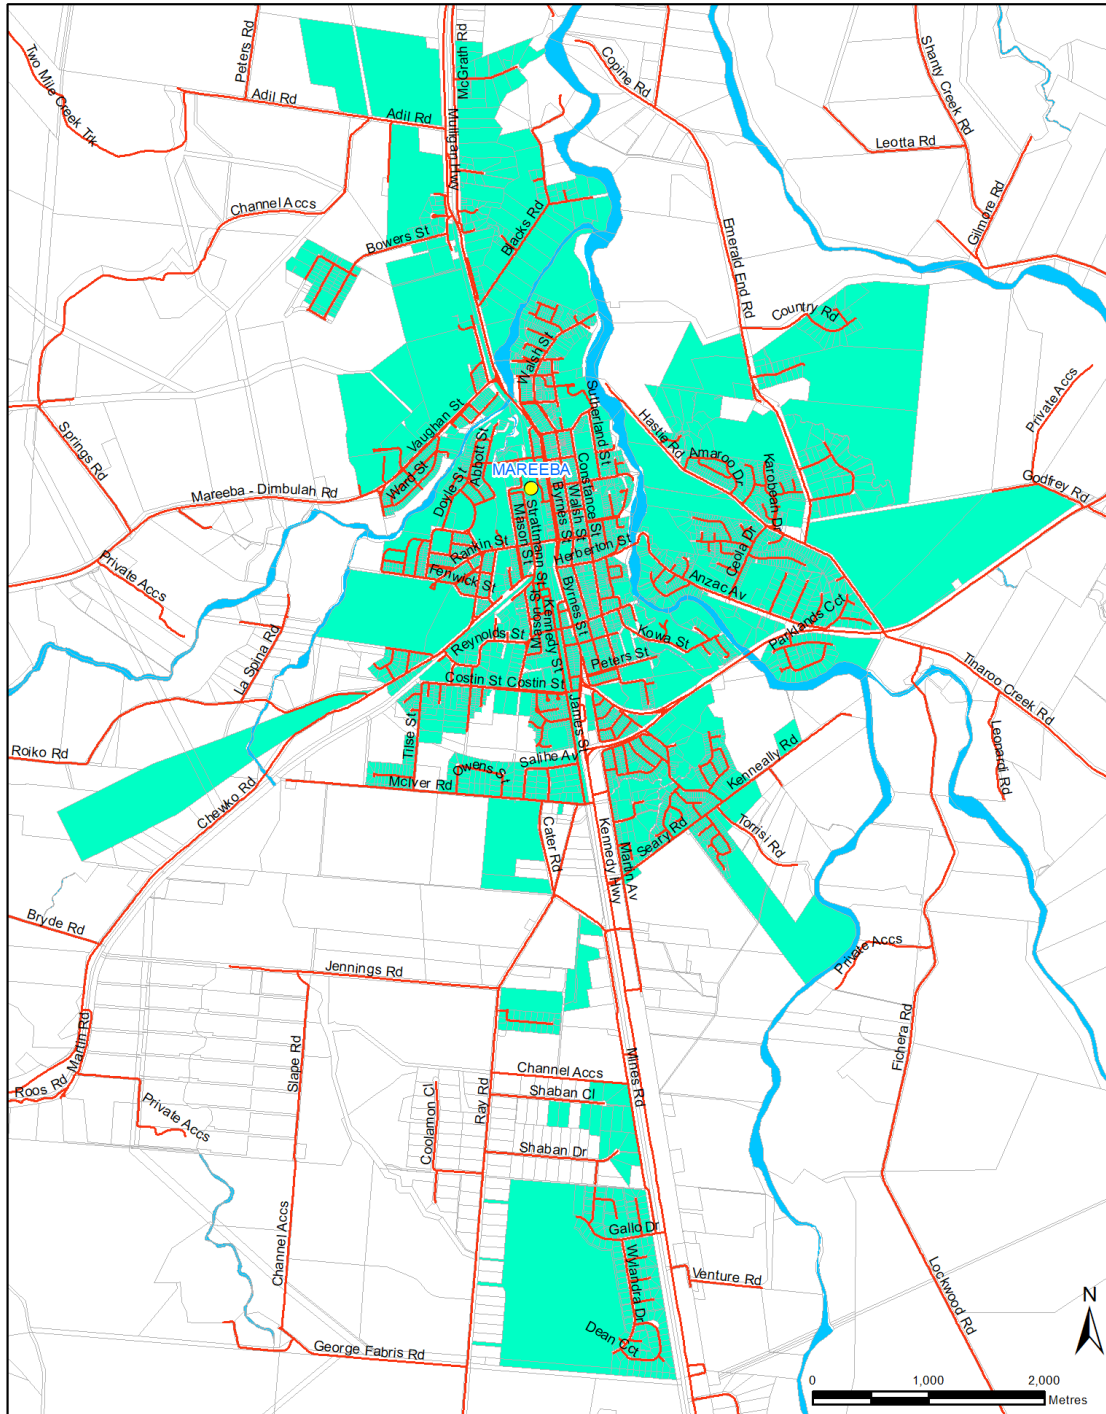 Two Mile Creek Trk
Peters Rd
Adil Rd
Adil Rd
McGrath Rd
Mulligan Hwy
Copine Rd
Shanty Creek Rd
Leotta Rd
Gilmore Rd
Channel Accs
Bowers St
Blacks Rd
Emerald End Rd
Country Rd
Walsh St
Sutherland St
Hastie Rd
Private Accs
Springs Rd
Vaughan St
Abbott St
Ward St
Doyle St
MAREEBA
Amaroo Dr
Karobean Dr
Godfrey Rd
Mareeba - Dimbulah Rd
Constance St
Walsh St
Byrnes St
Strattmann St
Mason St
Rankin St
Herberton St
Ceola Dr
Private Accs
Fenwick St
Anzac Av
Byrnes St
Parklands Cct
La Spina Rd
Reynolds St
Mason St
Kennedy St
Kowa St
Peters St
Tinaroo Creek Rd
Costin St
Costin St
Leonardi Rd
James St
Roiko Rd
Tilse St
Salihe Av
Kenneally Rd
Owens St
McIver Rd
Chewko Rd
Cater Rd
Kennedy Hwy
Martin Av
Seary Rd
Torrisi Rd
Bryde Rd
Private Accs
Jennings Rd
Martin Rd
Slape Rd
Fichera Rd
Mines Rd
Channel Accs
Shaban Cl
Roos Rd
Private Accs
Coolamon Cl
Ray Rd
Shaban Dr
Channel Accs
Gallo Dr
Wylandra Dr
Venture Rd
Lockwood Rd
Dean Cct
George Fabris Rd
N
0 1,000 2,000
Metres